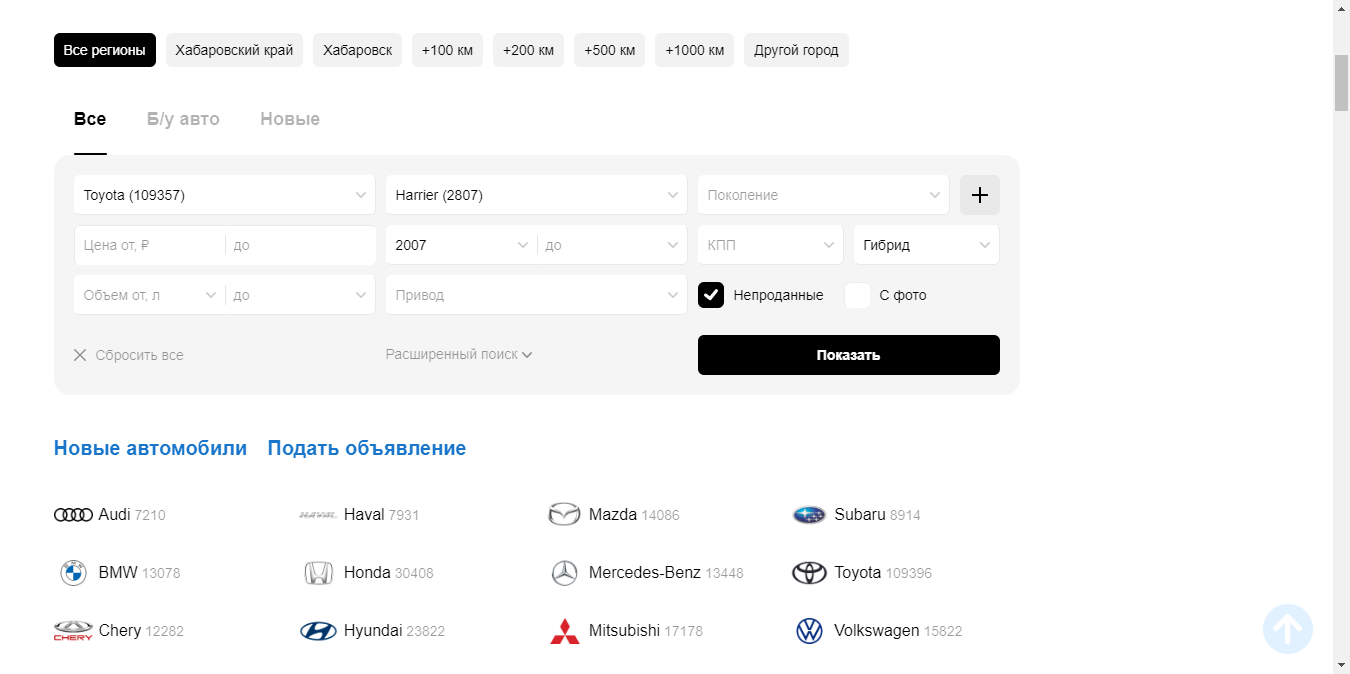 Все регионы Хабаровский край Хабаровск +100 км +200 км +500 км +1000 км Другой город
Все Б/у авто Новые
Toyota (109357) Harrier (2807) Поколение
Цена от, ₽ до 2007 до КПП Гибрид
Объем от, л до Привод Непроданные С фото
Сбросить все Расширенный поиск Показать
Новые автомобили Подать объявление
Audi 7210 HAVAL Haval 7931 Mazda 14086 Subaru 8914
BMW BMW 13078 Honda 30408 Mercedes-Benz 13448 Toyota 109396
CHERY Chery 12282 Hyundai 23822 Mitsubishi 17178 Volkswagen 15822